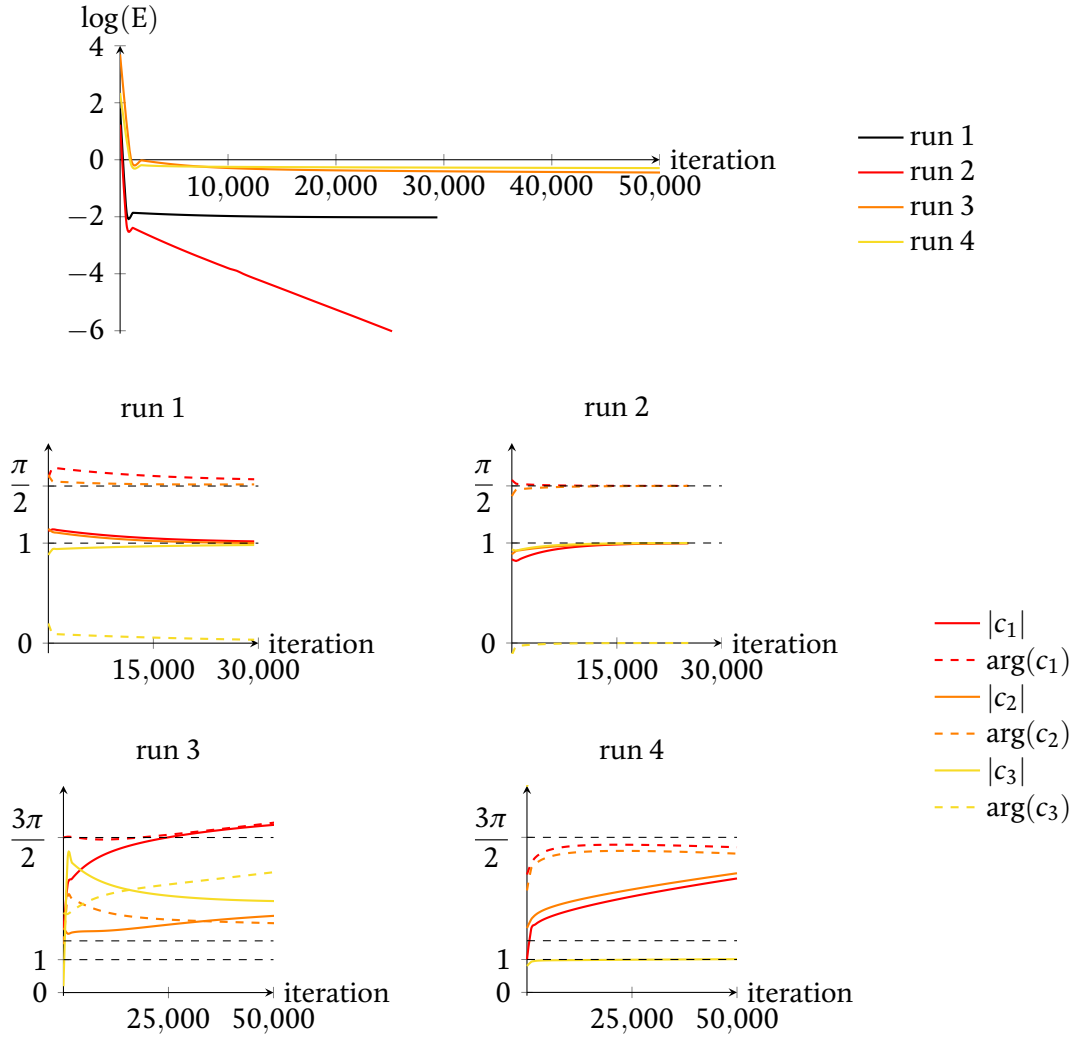 log(E)
4
2
0
−2
−4
−6
10,000 20,000 30,000 40,000 50,000
iteration
run 1
run 2
run 3
run 4
run 1
π
2
1
0
15,000 30,000
iteration
run 2
π
2
1
0
15,000 30,000
iteration
|c1|
arg(c1)
|c2|
arg(c2)
|c3|
arg(c3)
run 3
3π
2
1
0
25,000 50,000
iteration
run 4
3π
2
1
0
25,000 50,000
iteration